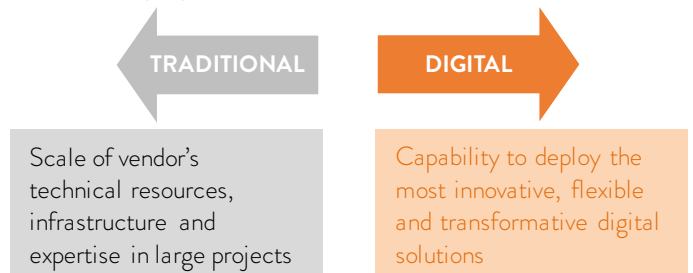 TRADITIONAL
DIGITAL
Scale of vendor's
technical resources,
infrastructure and
expertise in large projects
Capability to deploy the
most innovative, flexible
and transformative digital
solutions